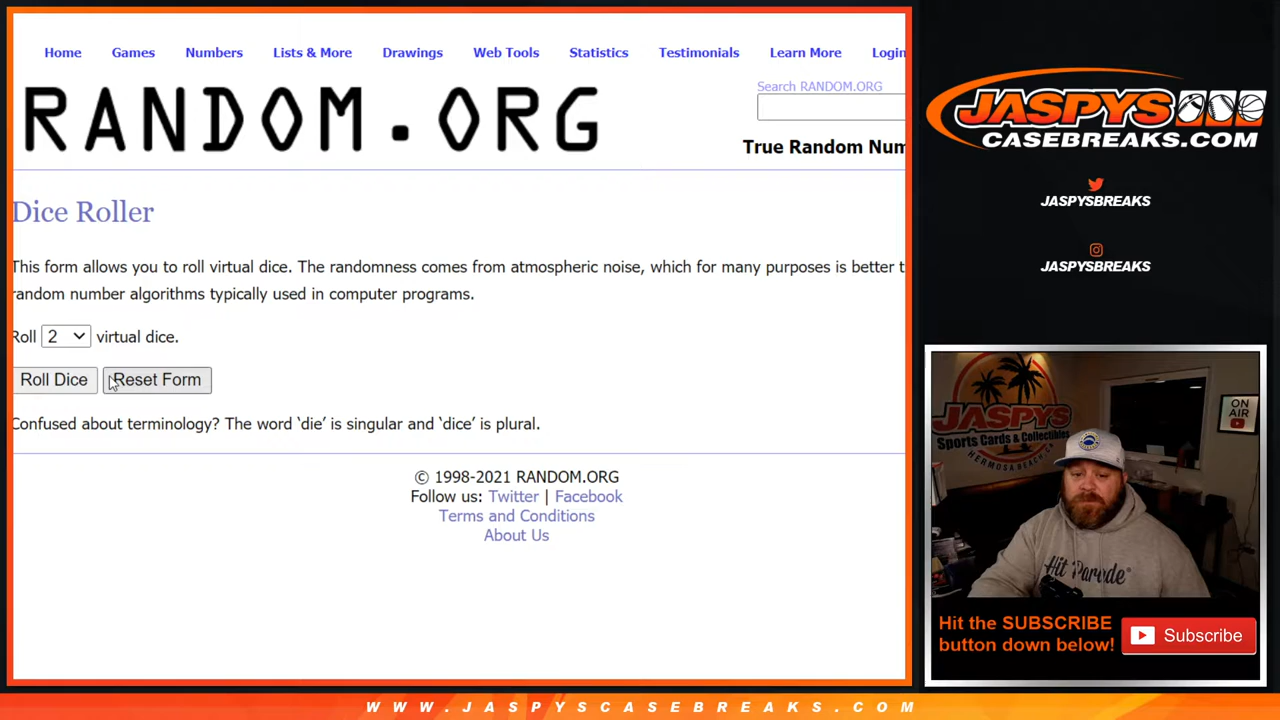 Home Games Numbers Lists & More Drawings Web Tools Statistics Testimonials Learn More Login
RANDOM.ORG
Search RANDOM.ORG
True Random Num
Dice Roller
This form allows you to roll virtual dice. The randomness comes from atmospheric noise, which for many purposes is better t
random number algorithms typically used in computer programs.
Roll 2 virtual dice.
Roll Dice Reset Form
Confused about terminology? The word ‘die’ is singular and ‘dice’ is plural.
© 1998-2021 RANDOM.ORG
Follow us: Twitter | Facebook
Terms and Conditions
About Us
JASPYS
CASEBREAKS.COM
JASPYSBREAKS
JASPYSBREAKS
JASPYS
Sports Cards & Collectibles
HERMOSA BEACH, CA
ON
AIR
Hit Parade
Hit the SUBSCRIBE
button down below!
Subscribe
WWW.JASPYSCASEBREAKS.COM